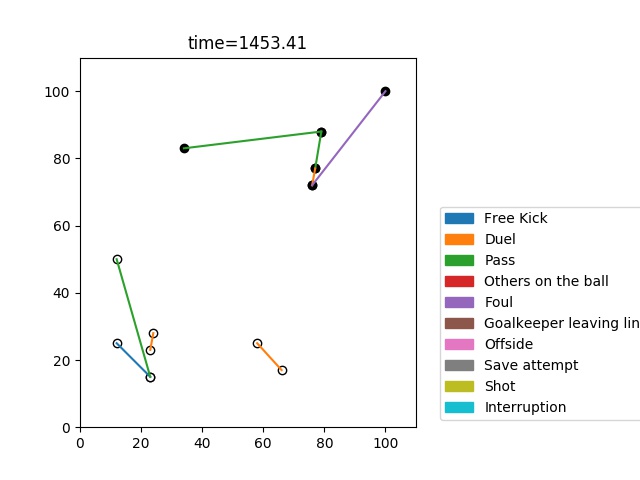 time=1453.41
100
80
60
40
20
0
0 20 40 60 80 100
Free Kick
Duel
Pass
Others on the ball
Foul
Goalkeeper leaving lin
Offside
Save attempt
Shot
Interruption